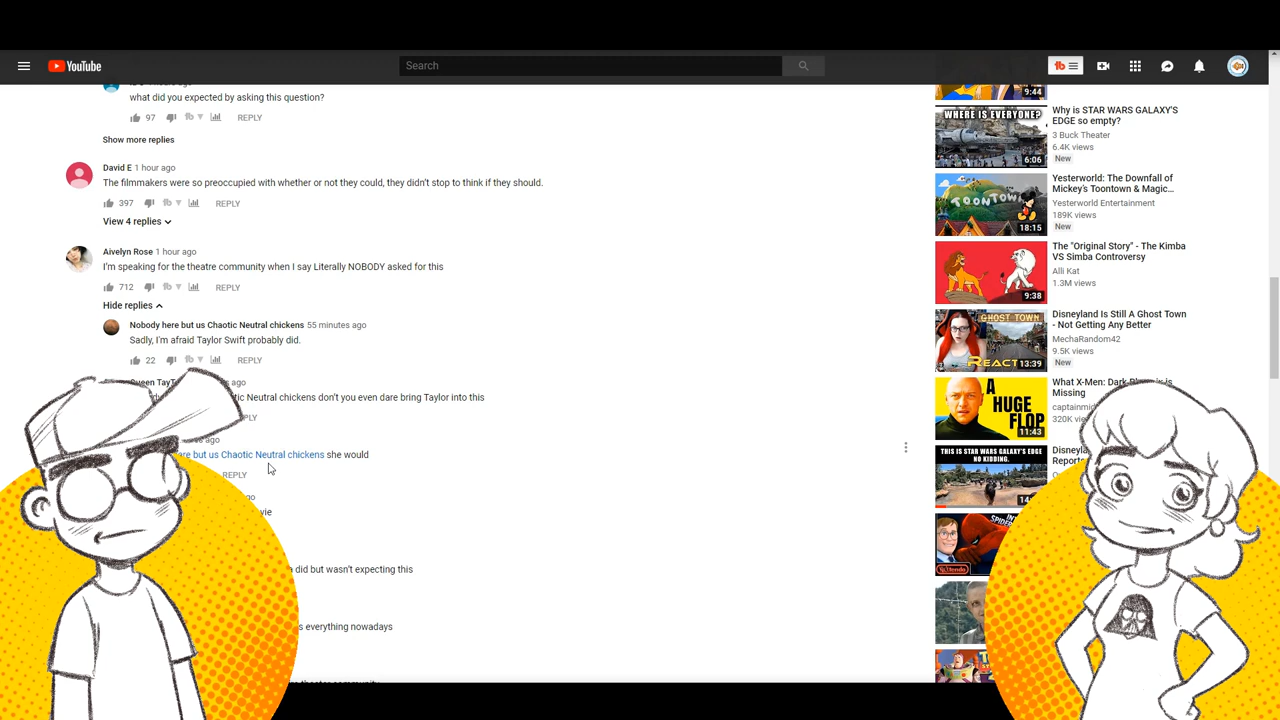 YouTube
Search
what did you expected by asking this question?
97
REPLY
Show more replies
David E 1 hour ago
The filmmakers were so preoccupied with whether or not they could, they didn't stop to think if they should.
397
REPLY
View 4 replies
Aivelyn Rose 1 hour ago
I'm speaking for the theatre community when I say Literally NOBODY asked for this
712
REPLY
Hide replies
Nobody here but us Chaotic Neutral chickens 55 minutes ago
Sadly, I'm afraid Taylor Swift probably did.
22
REPLY
Queen
ago
Neutral chickens don't you even dare bring Taylor into this
ago
here but us Chaotic Neutral chickens she would
REPLY
did but wasn't expecting this
everything nowadays
9:44
WHERE IS EVERYONE?
6:06
Why is STAR WARS GALAXY'S
EDGE so empty?
3 Buck Theater
6.4K views
New
TOONTOWN
18:15
Yesterworld: The Downfall of
Mickey's Toontown & Magic...
Yesterworld Entertainment
189K views
New
9:38
The "Original Story" - The Kimba
VS Simba Controversy
Alli Kat
1.3M views
GHOST TOWN
REACT
13:39
Disneyland Is Still A Ghost Town
- Not Getting Any Better
MechaRandom42
9.5K views
New
A
HUGE
FLOP
11:43
What X-Men: Dark
Missing
320K
THIS IS STAR WARS GALAXY'S EDGE
NO KIDDING.
Nintendo